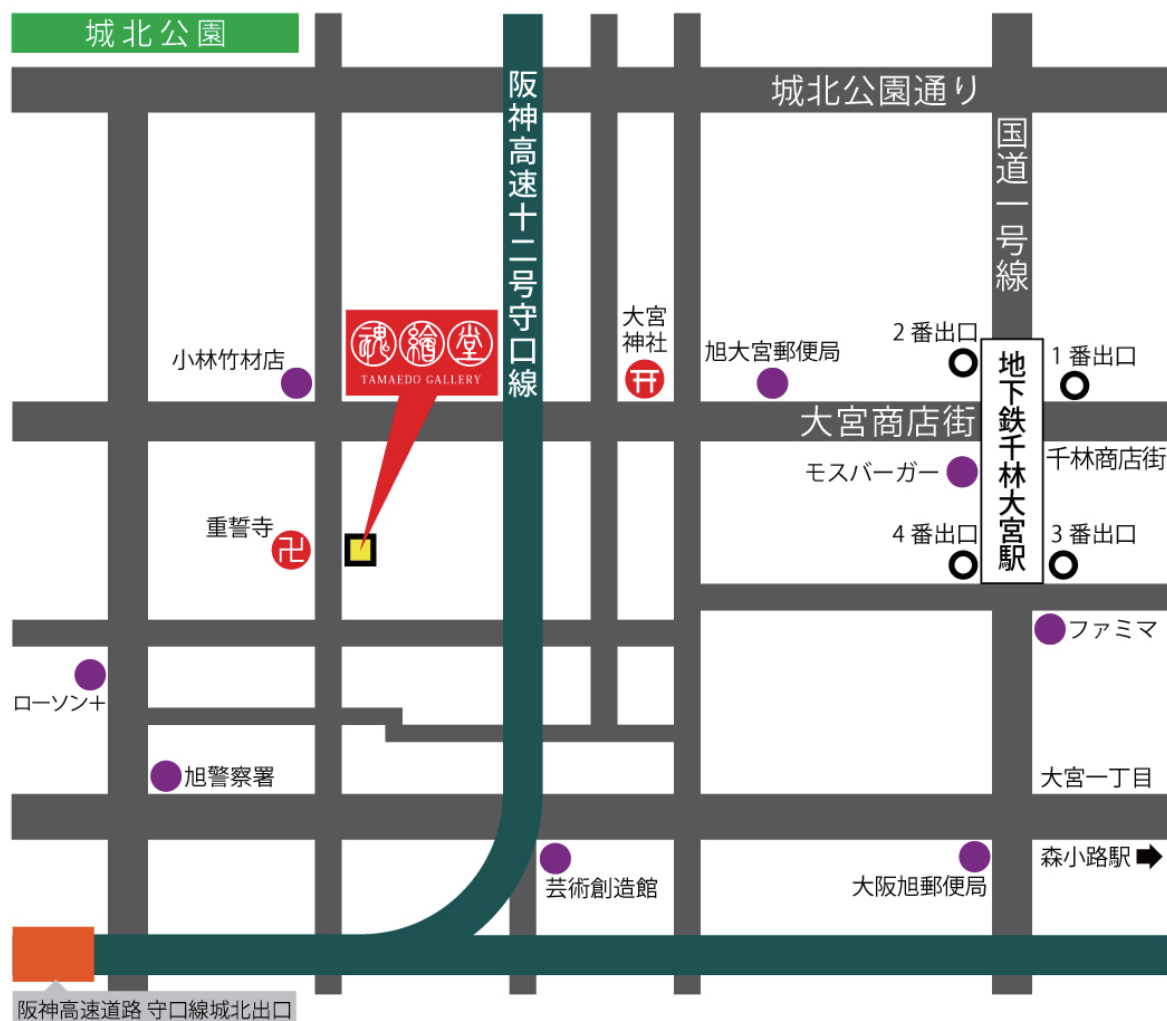 城北公園
城北公園通り
阪神高速十二号守口線
国道一号線
大宮
神社
2番出口
1番出口
旭大宮郵便局
小林竹材店
魂繪堂
TAMAEDO GALLERY
地下鉄千林大宮駅
大宮商店街
千林商店街
モスバーガー
重誓寺
卍
4番出口
3番出口
ファミマ
ローソン+
旭警察署
大宮一丁目
森小路駅
芸術創造館
大阪旭郵便局
阪神高速道路 守口線城北出口